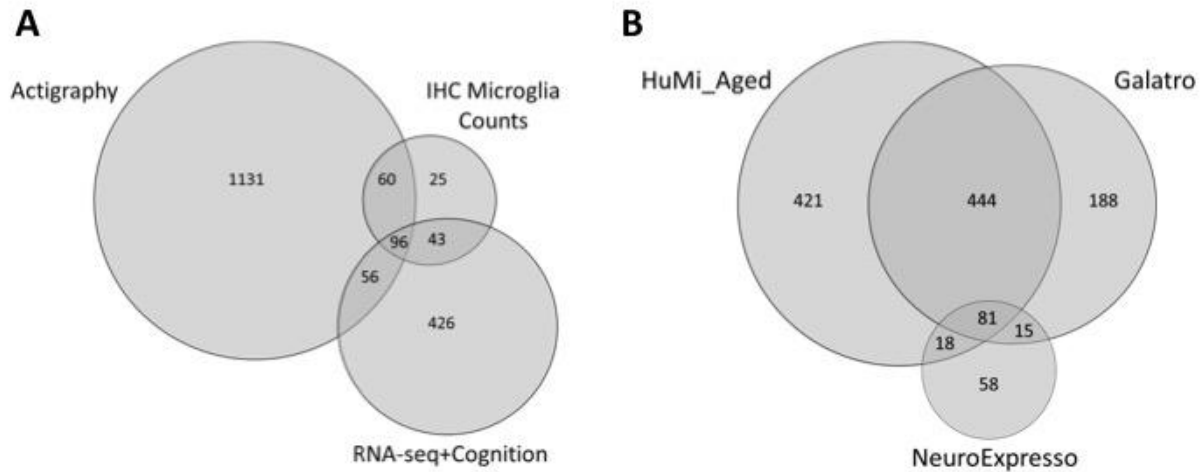 A
Actigraphy
IHC Microglia
Counts
1131
60
25
96
43
56
426
RNA-seq+Cognition
B
HuMi_Aged
Galatro
421
444
188
81
18
15
58
NeuroExpresso